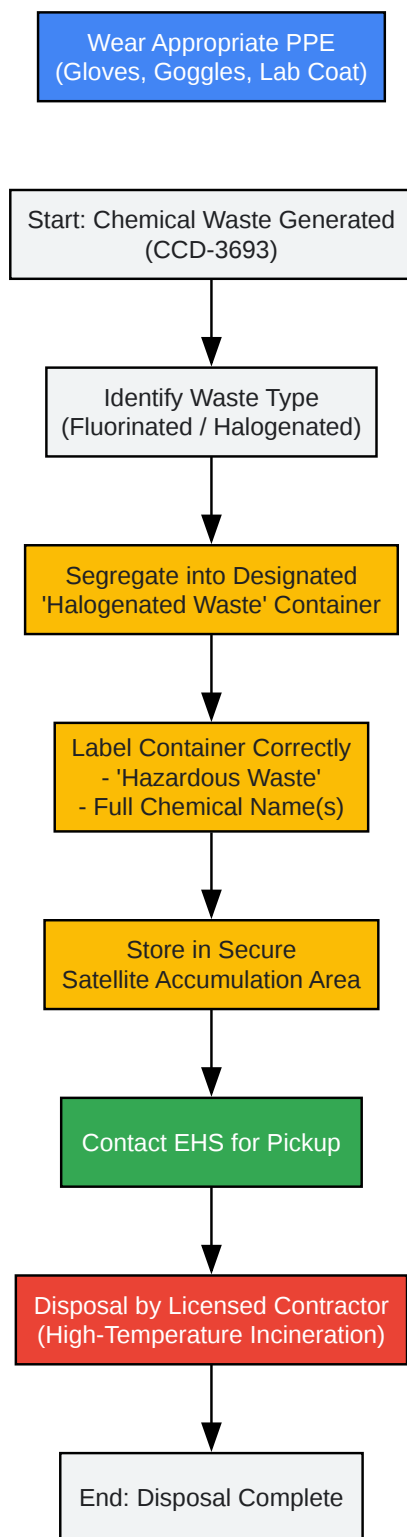 Wear Appropriate PPE
(Gloves, Goggles, Lab Coat)
Start: Chemical Waste Generated
(CCD-3693)
Identify Waste Type
(Fluorinated / Halogenated)
Segregate into Designated
'Halogenated Waste' Container
Label Container Correctly
- 'Hazardous Waste'
- Full Chemical Name(s)
Store in Secure
Satellite Accumulation Area
Contact EHS for Pickup
Disposal by Licensed Contractor
(High-Temperature Incineration)
End: Disposal Complete